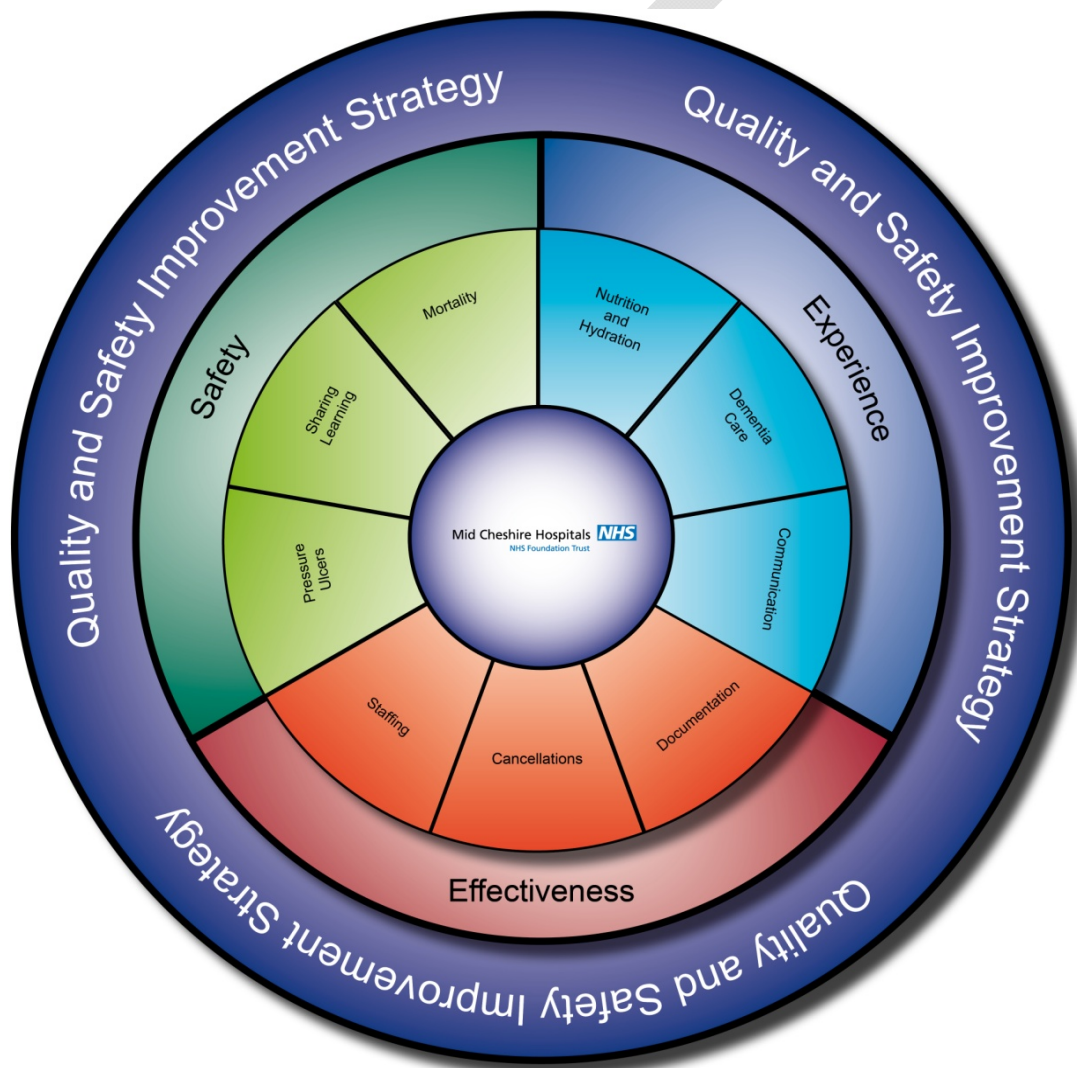 Quality and Safety Improvement Strategy
Quality and Safety Improvement Strategy
Quality and Safety Improvement Strategy
Safety
Experience
Effectiveness
Mortality
Sharing
Learning
Pressure
Ulcers
Nutrition
and
Hydration
Dementia
Care
Communication
Documentation
Cancellations
Staffing
Mid Cheshire Hospitals NHS
NHS Foundation Trust